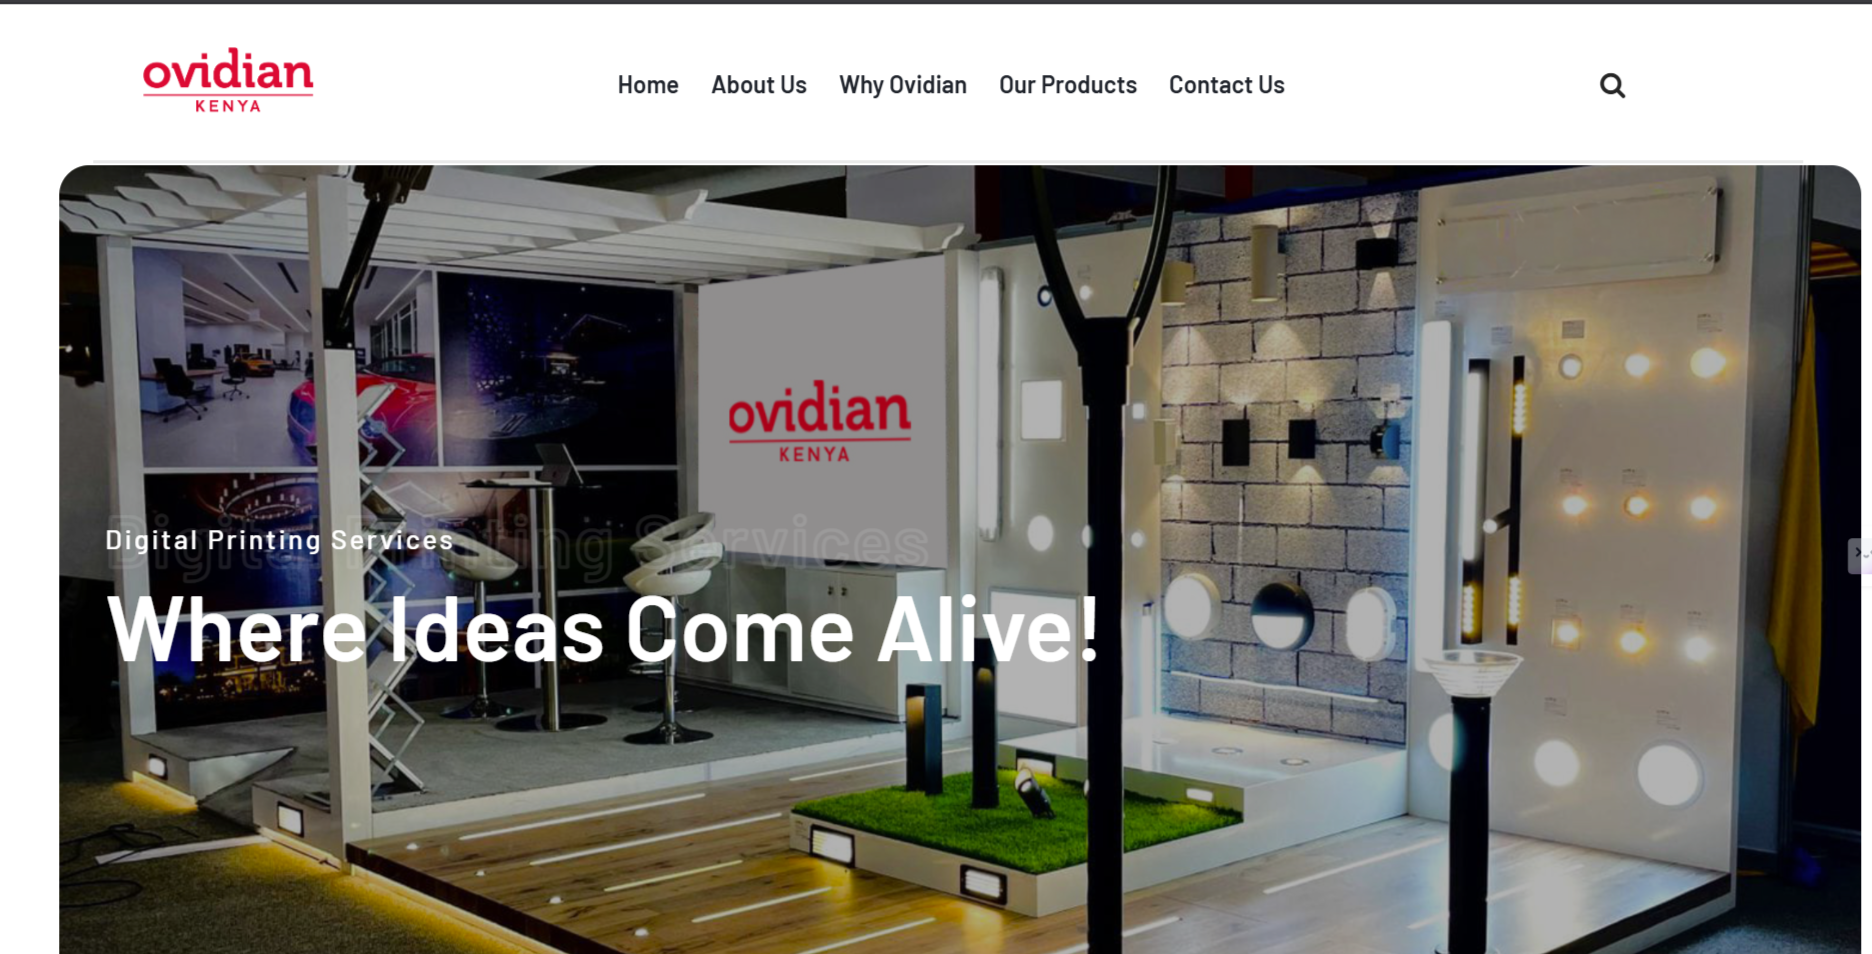 ovidian
KENYA
Home
About Us
Why Ovidian
Our Products
Contact Us
ovidian
KENYA
Digital Printing Services
Digital Printing Services
Where Ideas Come Alive!